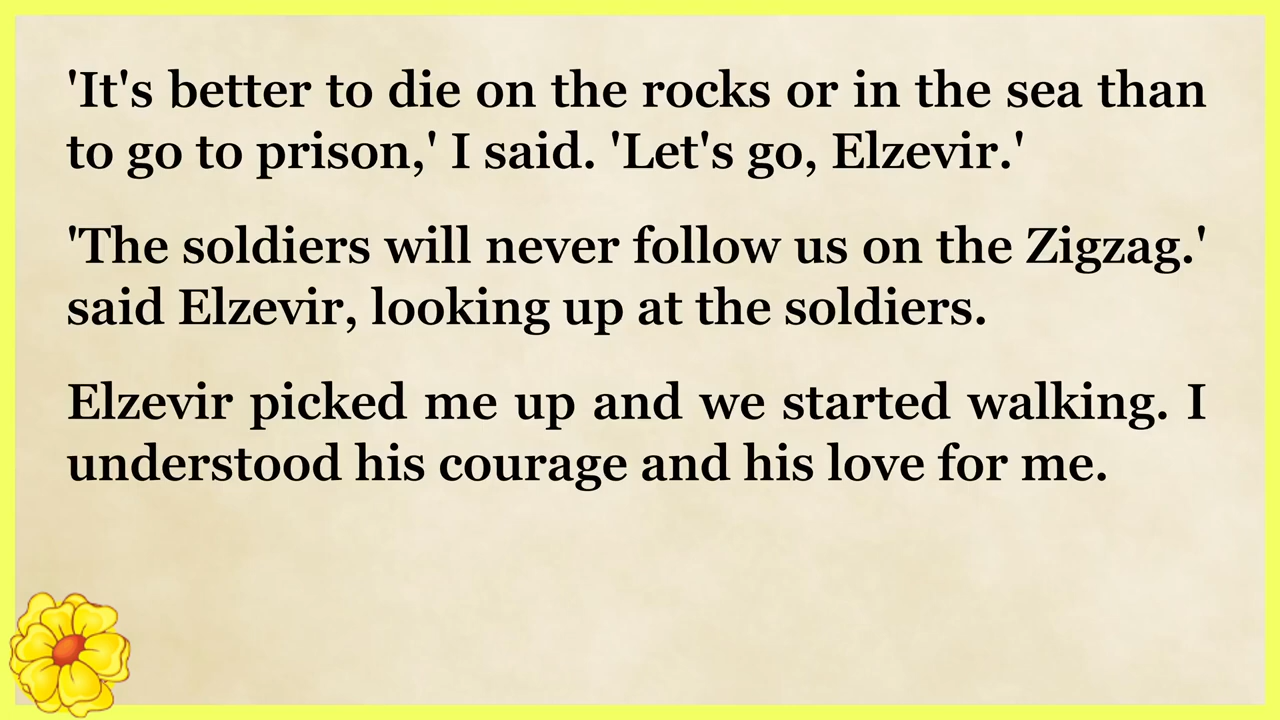 'It's better to die on the rocks or in the sea than
to go to prison,' I said. 'Let's go, Elzevir.'
'The soldiers will never follow us on the Zigzag.'
said Elzevir, looking up at the soldiers.
Elzevir picked me up and we started walking. I
understood his courage and his love for me.